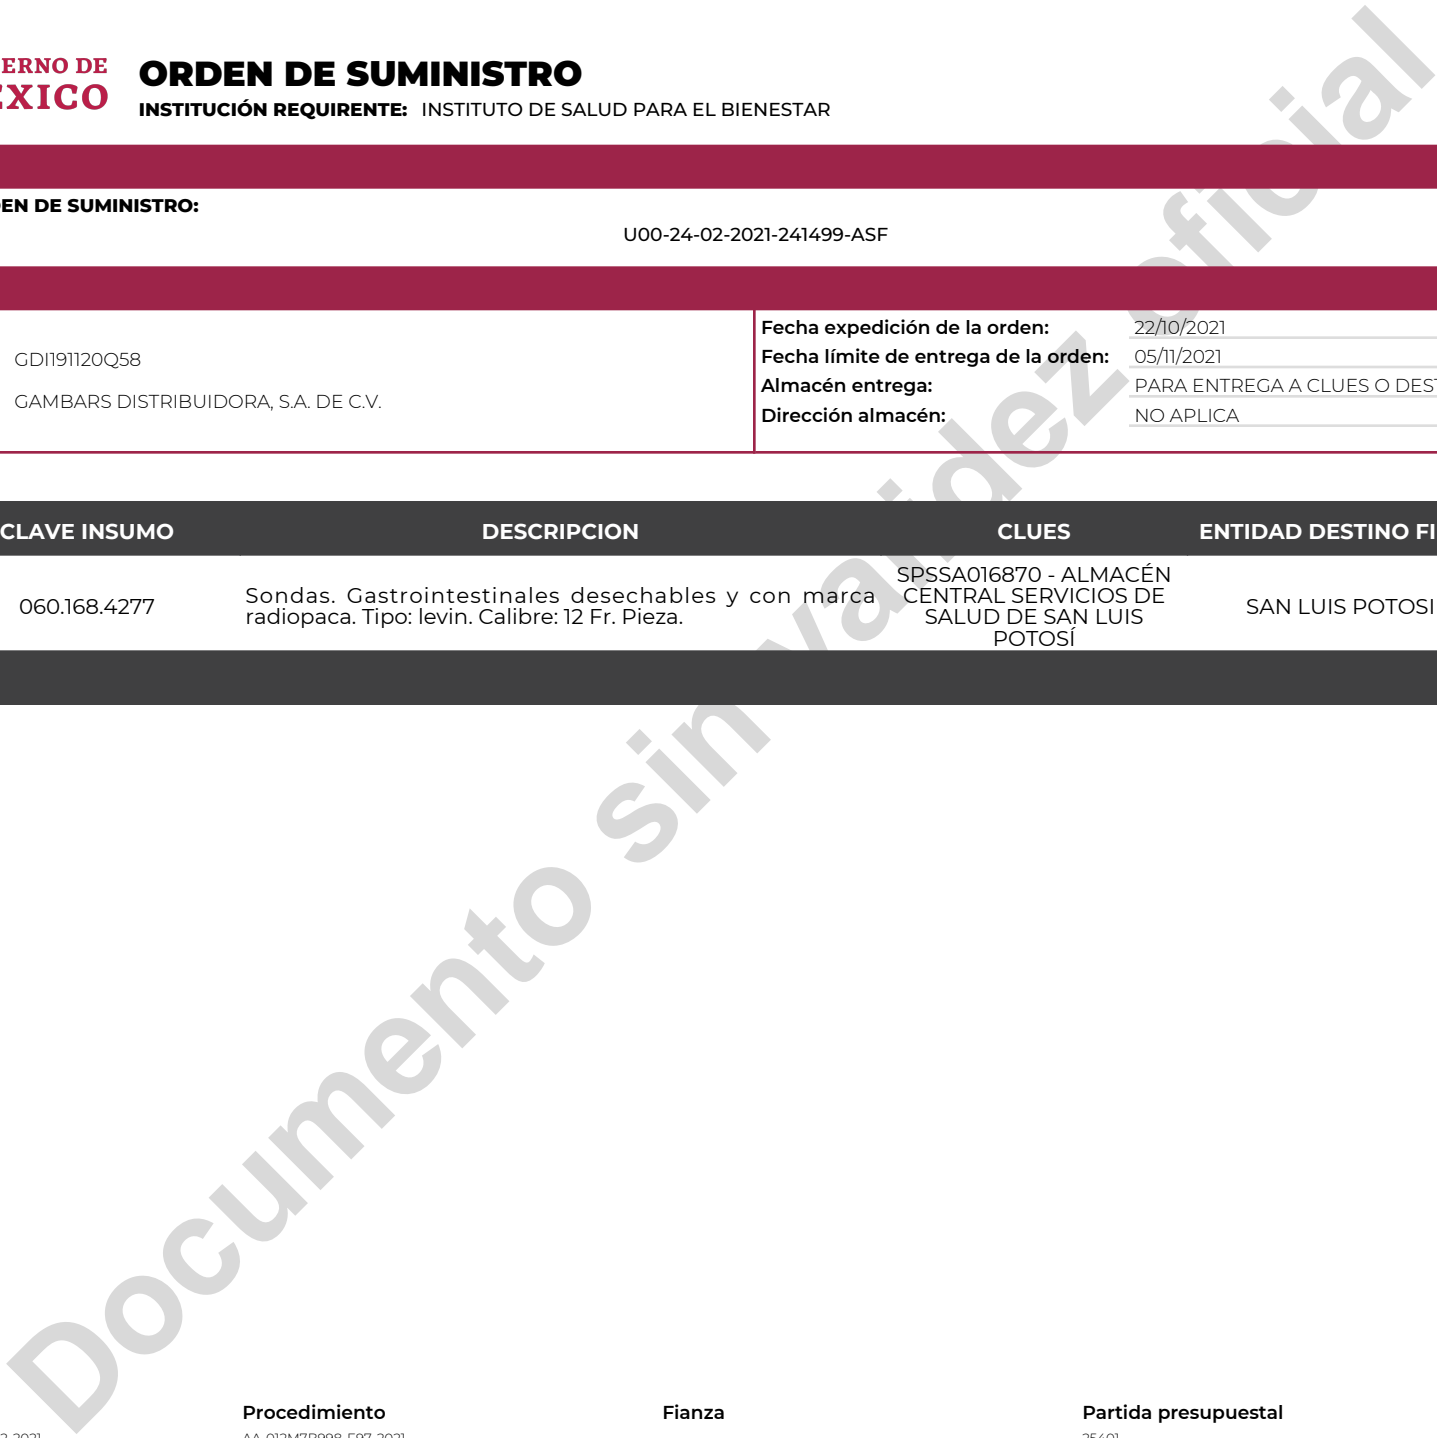 ERNO DE
EXICO
ORDEN DE SUMINISTRO
INSTITUCIÓN REQUIRENTE: INSTITUTO DE SALUD PARA EL BIENESTAR
EN DE SUMINISTRO:
U00-24-02-2021-241499-ASF
GDI191120Q58
GAMBARS DISTRIBUIDORA, S.A. DE C.V.
Fecha expedición de la orden: 22/10/2021
Fecha límite de entrega de la orden: 05/11/2021
Almacén entrega: PARA ENTREGA A CLUES O DEST
Dirección almacén: NO APLICA
CLAVE INSUMO DESCRIPCION CLUES ENTIDAD DESTINO FI
060.168.4277
Sondas. Gastrointestinales desechables y con marca
radiopaca. Tipo: levin. Calibre: 12 Fr. Pieza.
SPSSA016870 - ALMACÉN
CENTRAL SERVICIOS DE
SALUD DE SAN LUIS
POTOSÍ
SAN LUIS POTOSI
Documento sin validez oficial
Procedimiento Fianza Partida presupuestal